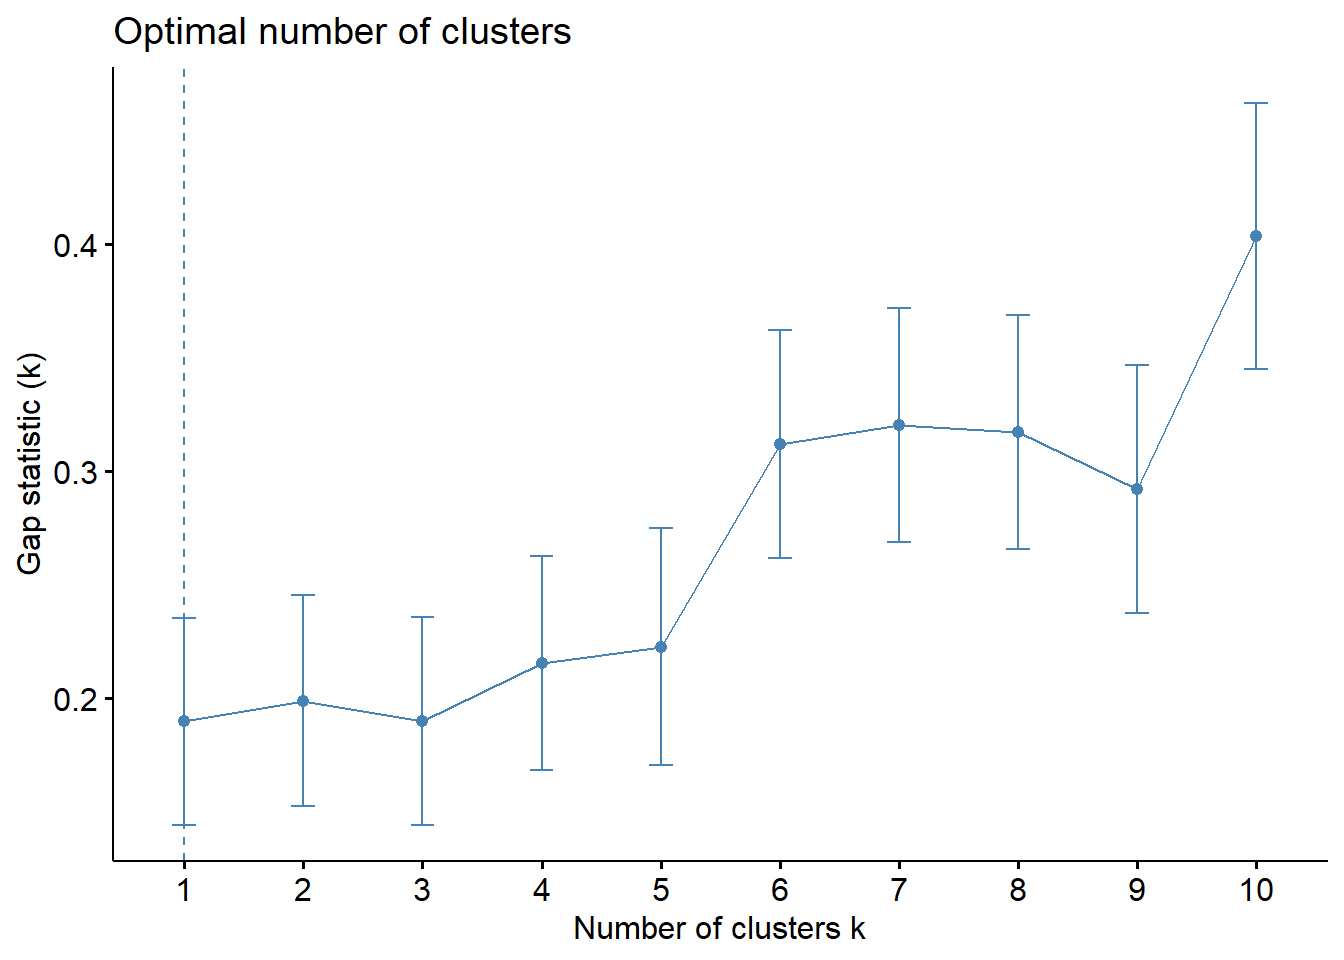 Optimal number of clusters
Gap statistic (k)
0.4
0.3
0.2
1 2 3 4 5 6 7 8 9 10
Number of clusters k